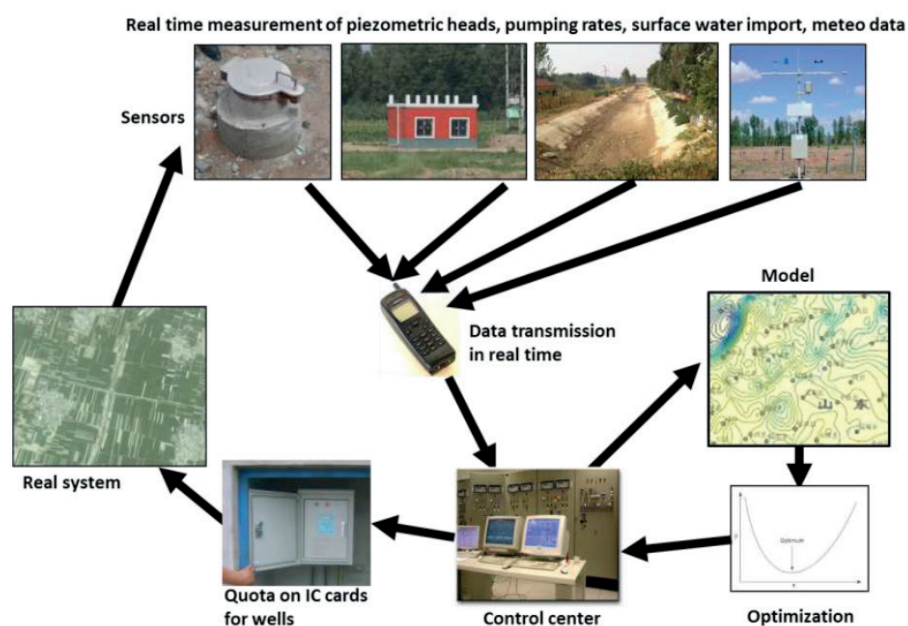 Real time measurement of piezometric heads, pumping rates, surface water import, meteo data
Sensors
Data transmission
in real time
Model
山 东
Real system
Quota on IC cards
for wells
Control center
Optimum
Optimization